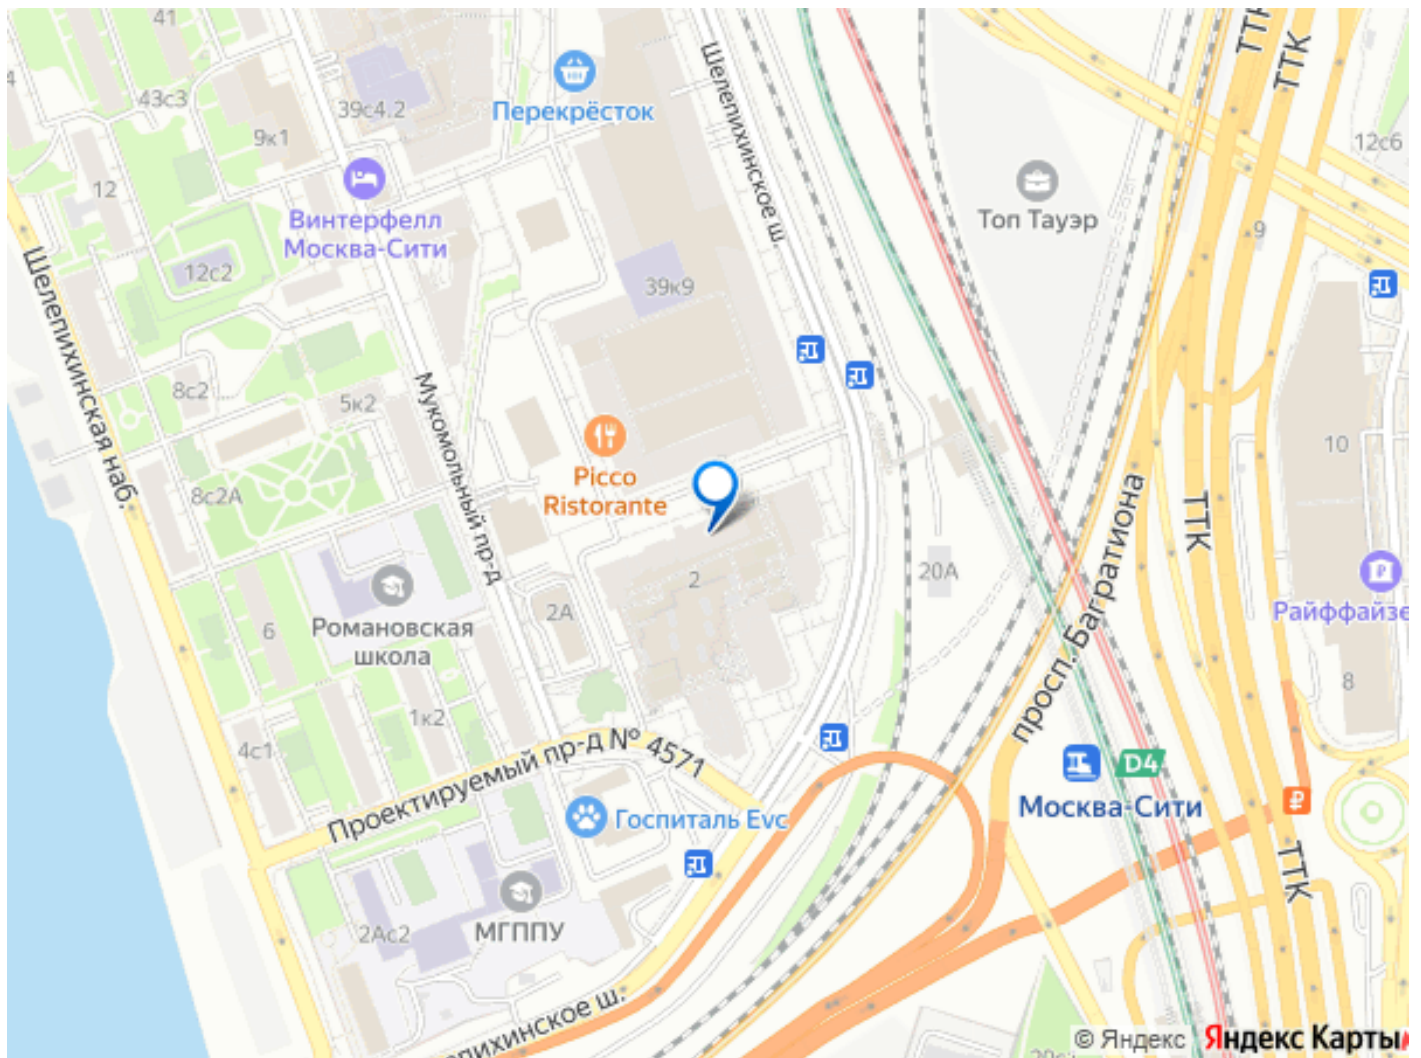 41
ТТК
ТТК
Шелепихинское ш.
43с3
39с4.2
Перекрёсток
9к1
12с6
12
Винтерфелл
Москва-Сити
Топ Тауэр
9
12с2
39к9
Шелепихинская наб.
8с2
5к2
Мукомольный пр-д
Picco
Ristorante
10
8с2А
ТТК
просп. Багратиона
2
20А
2А
Райффайзе
6
Романовская
школа
8
1к2
4с1
Проектируемый пр-д № 4571
D4
Москва-Сити
Госпиталь Evc
ТТК
2Ас2
МГППУ
лепихинское ш.
© Яндекс
Яндекс Карты